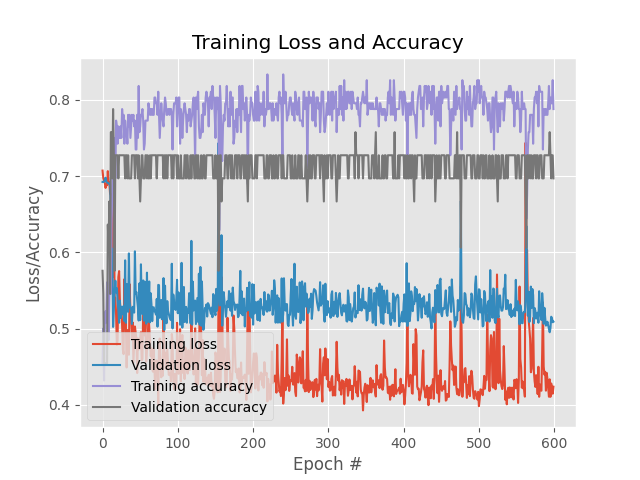 Training Loss and Accuracy
Loss/Accuracy
0.8
0.7
0.6
0.5
0.4
Training loss
Validation loss
Training accuracy
Validation accuracy
0
100
200
300
400
500
600
Epoch #